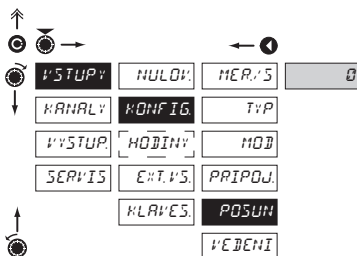 C
VSTUPY NULOV. MER./S 0
KANALY KONFIG. TYP
VYSTUP. HODINY MOD
SERVIS EXT. VS. PRIPOJ.
KLAVES. POSUN
VEDENI